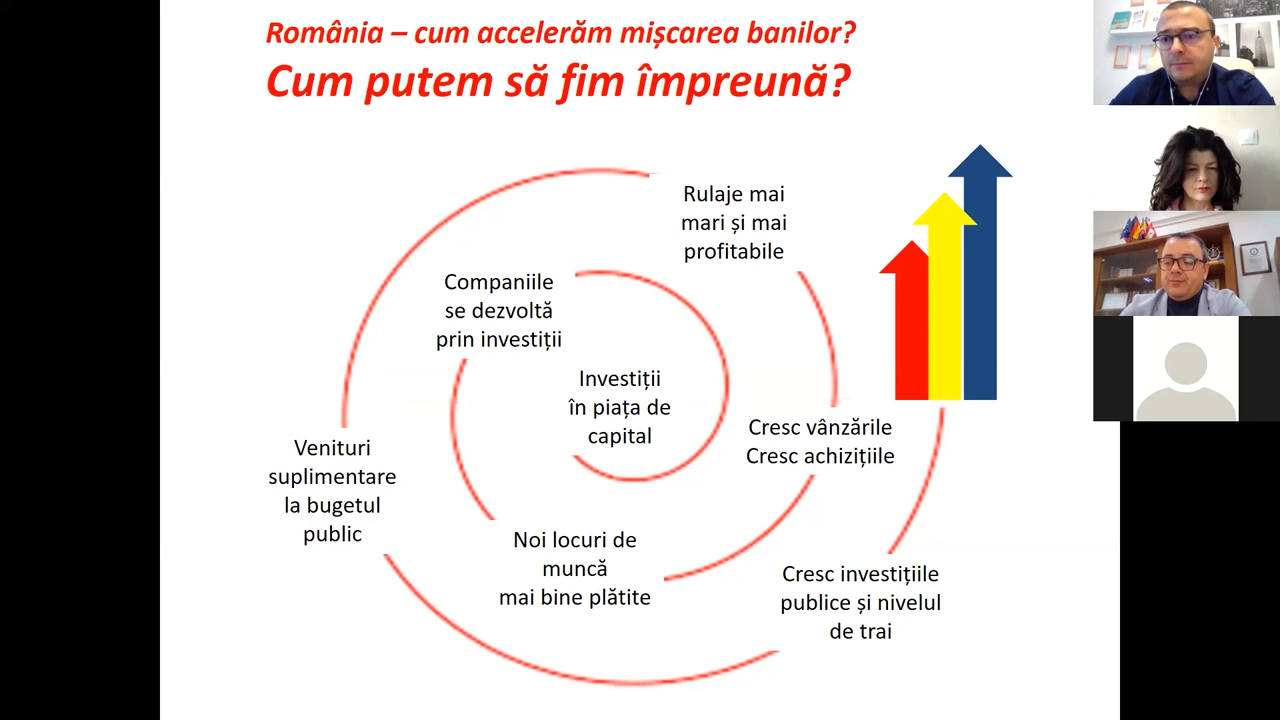 România – cum accelerăm mișcarea banilor?
Cum putem să fim împreună?
Rulaje mai
mari și mai
profitabile
Companiile
se dezvoltă
prin investiții
Investiții
în piața de
capital
Cresc vânzările
Cresc achizițiile
Venituri
suplimentare
la bugetul
public
Noi locuri de
muncă
mai bine plătite
Cresc investițiile
publice și nivelul
de trai